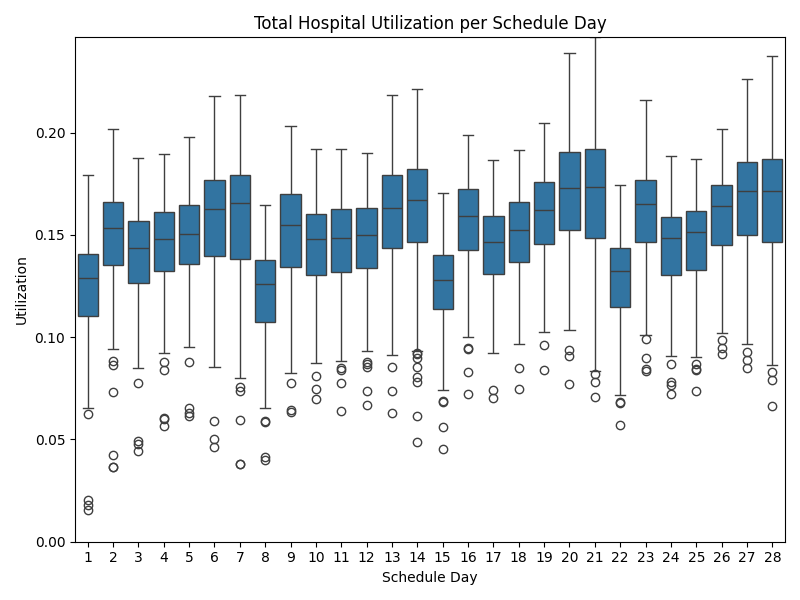 Total Hospital Utilization per Schedule Day
Utilization
0.20
0.15
0.10
0.05
0.00
1 2 3 4 5 6 7 8 9 10 11 12 13 14 15 16 17 18 19 20 21 22 23 24 25 26 27 28
Schedule Day